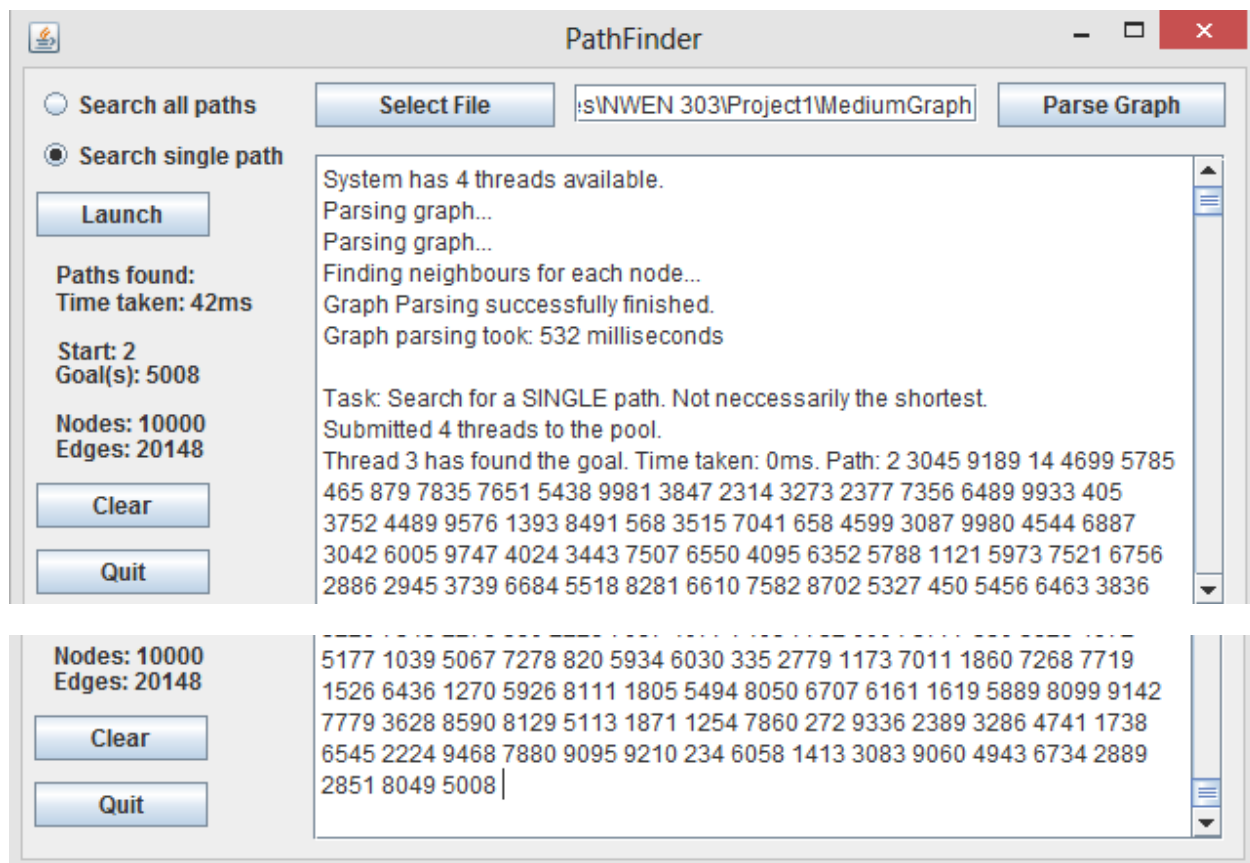 PathFinder
Search all paths
Select File
:s\NWEN 303\Project1\MediumGraph
Parse Graph
Search single path
Launch
Paths found:
Time taken: 42ms
Start: 2
Goal(s): 5008
Nodes: 10000
Edges: 20148
Clear
Quit
System has 4 threads available.
Parsing graph...
Parsing graph...
Finding neighbours for each node...
Graph Parsing successfully finished.
Graph parsing took: 532 milliseconds
Task: Search for a SINGLE path. Not neccessarily the shortest.
Submitted 4 threads to the pool.
Thread 3 has found the goal. Time taken: 0ms. Path: 2 3045 9189 14 4699 5785
465 879 7835 7651 5438 9981 3847 2314 3273 2377 7356 6489 9933 405
3752 4489 9576 1393 8491 568 3515 7041 658 4599 3087 9980 4544 6887
3042 6005 9747 4024 3443 7507 6550 4095 6352 5788 1121 5973 7521 6756
2886 2945 3739 6684 5518 8281 6610 7582 8702 5327 450 5456 6463 3836
Nodes: 10000
Edges: 20148
Clear
Quit
5177 1039 5067 7278 820 5934 6030 335 2779 1173 7011 1860 7268 7719
1526 6436 1270 5926 8111 1805 5494 8050 6707 6161 1619 5889 8099 9142
7779 3628 8590 8129 5113 1871 1254 7860 272 9336 2389 3286 4741 1738
6545 2224 9468 7880 9095 9210 234 6058 1413 3083 9060 4943 6734 2889
2851 8049 5008